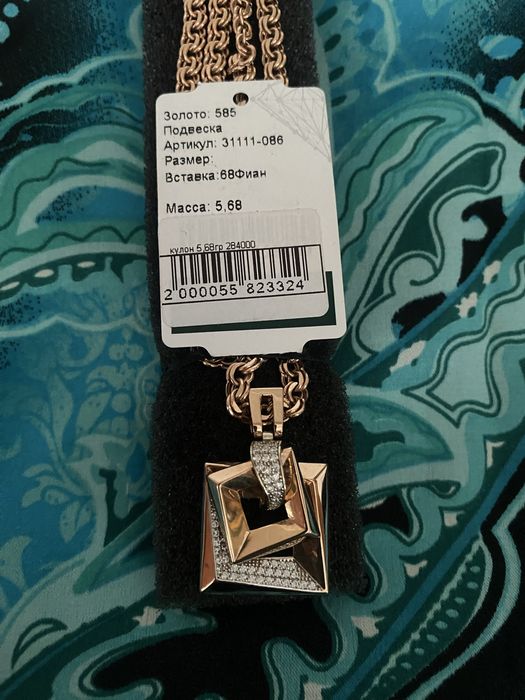 Золото: 585
Подвеска
Артикул: 31111-086
Размер:
Вставка:68Фиан
Масса: 5,68
кулон 5,68гр 284000
2 000055 823324